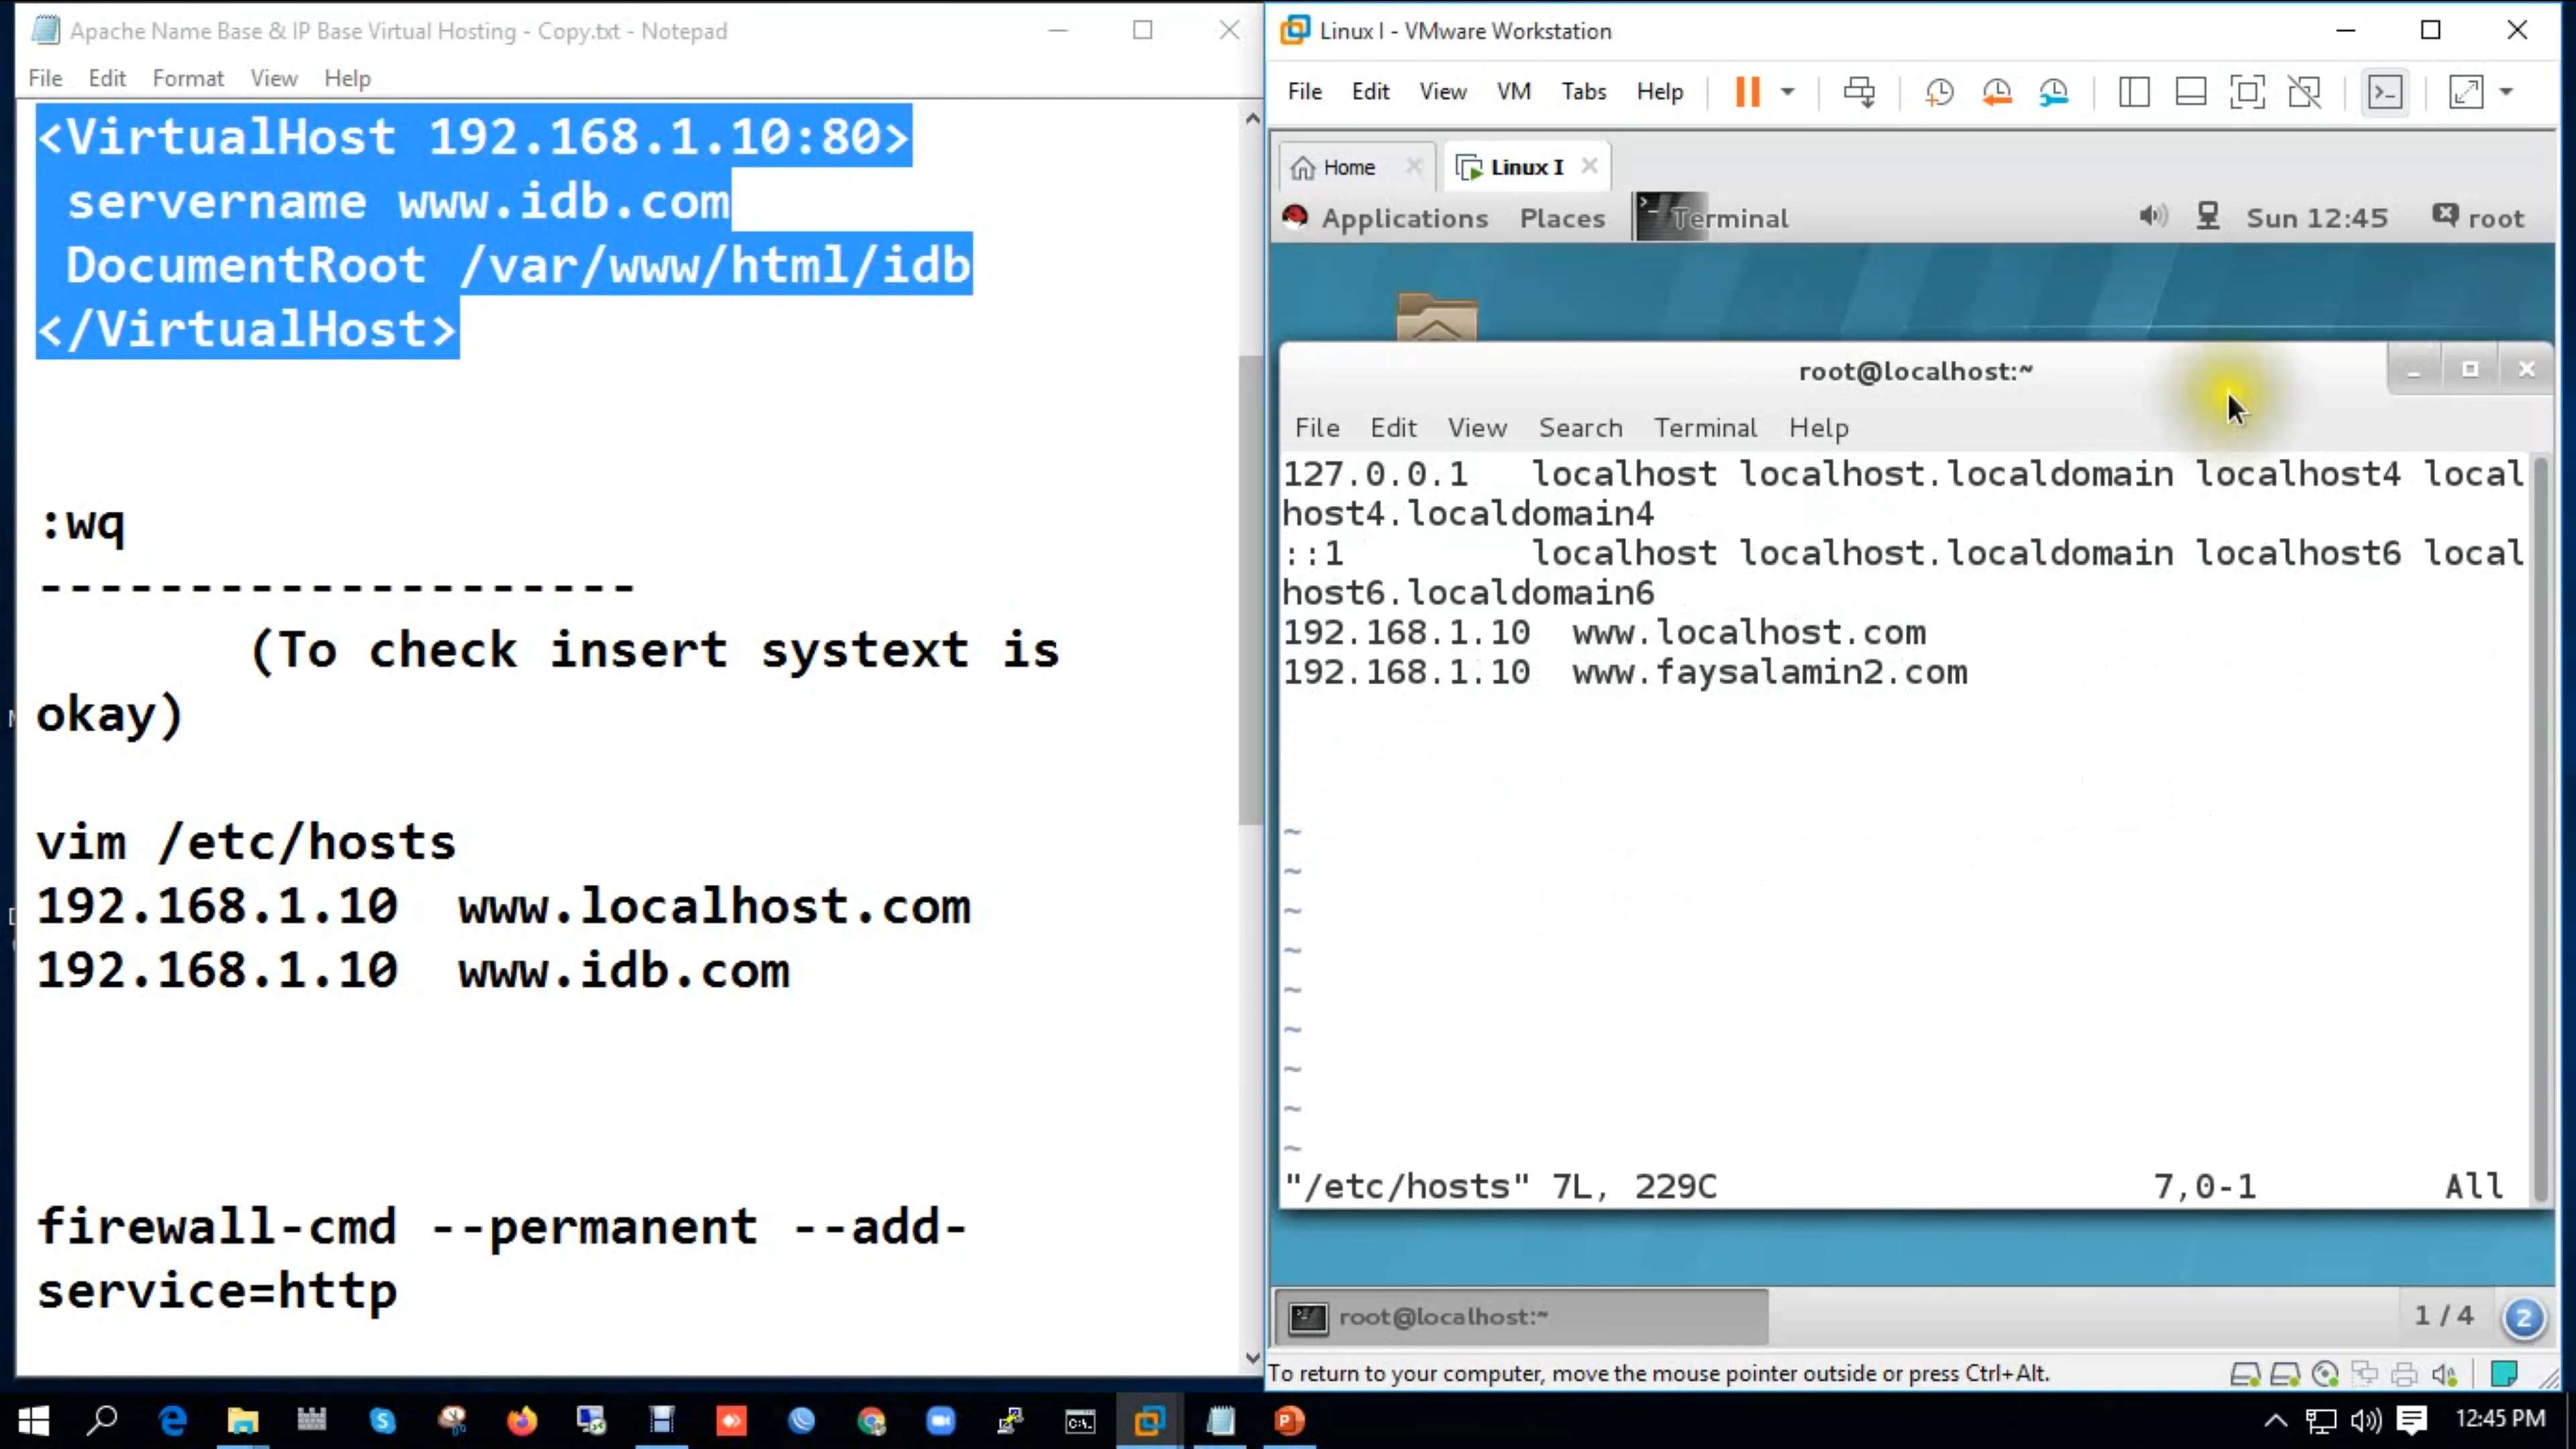 Apache Name Base & IP Base Virtual Hosting - Copy.txt - Notepad
File Edit Format View Help
<VirtualHost 192.168.1.10:80>
servername www.idb.com
DocumentRoot /var/www/html/idb
</VirtualHost>
:wq
--------------------
(To check insert systext is
okay)
vim /etc/hosts
192.168.1.10 www.localhost.com
192.168.1.10 www.idb.com
firewall-cmd --permanent --add-
service=http
Linux I - VMware Workstation
File Edit View VM Tabs Help
Home Linux I
Applications Places Terminal Sun 12:45 root
root@localhost:~
File Edit View Search Terminal Help
127.0.0.1 localhost localhost.localdomain localhost4 local
host4.localdomain4
::1 localhost localhost.localdomain localhost6 local
host6.localdomain6
192.168.1.10 www.localhost.com
192.168.1.10 www.faysalamin2.com
~
~
~
~
~
~
~
~
~
"/etc/hosts" 7L, 229C 7,0-1 All
root@localhost:~ 1 / 4 2
To return to your computer, move the mouse pointer outside or press Ctrl+Alt.
12:45 PM